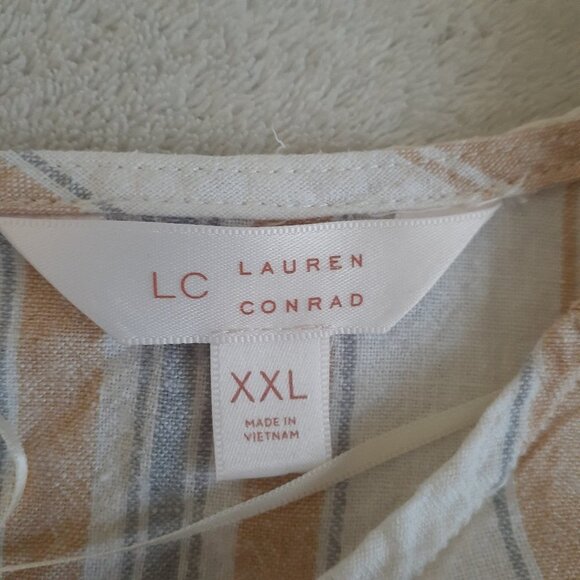 LC LAUREN
CONRAD
XXL
MADE IN
VIETNAM